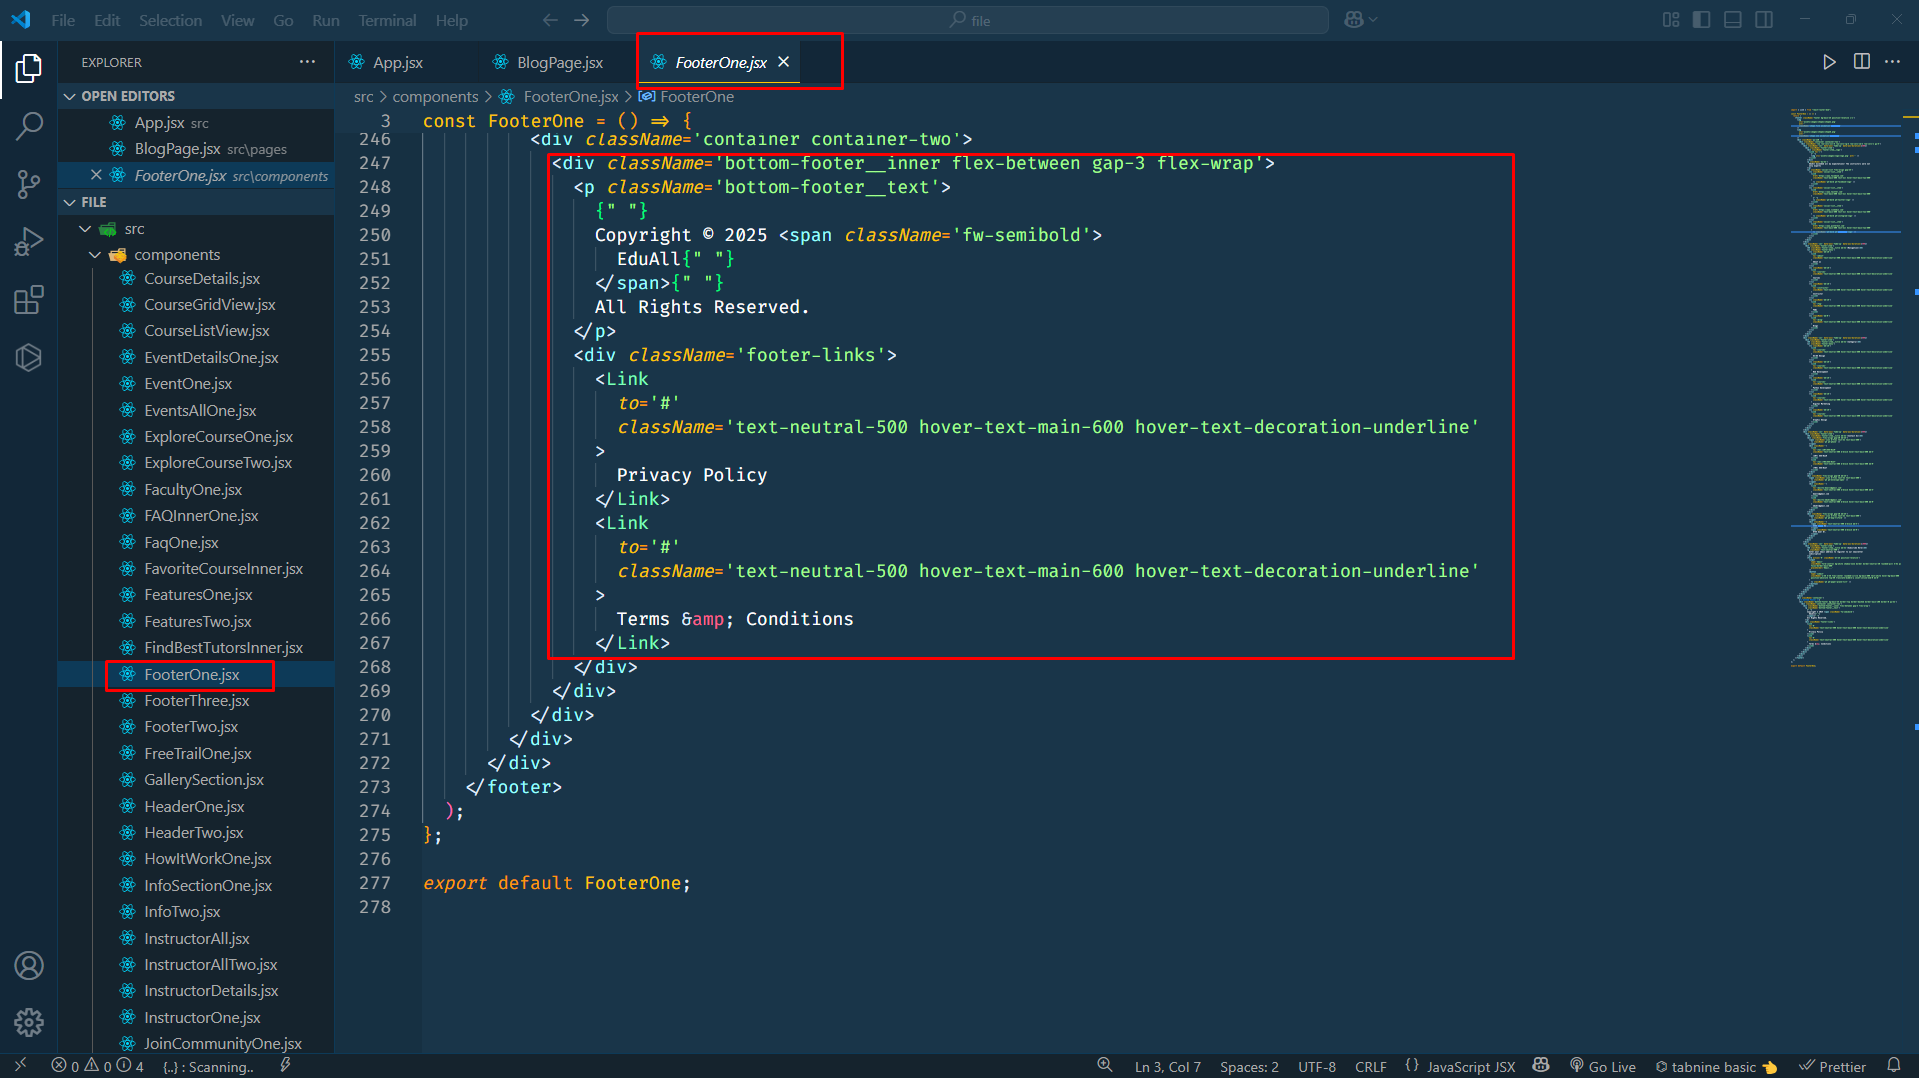 File Edit Selection View Go Run Terminal Help
file
EXPLORER
OPEN EDITORS
App.jsx src
BlogPage.jsx src\pages
FooterOne.jsx src\components
FILE
src
components
CourseDetails.jsx
CourseGridView.jsx
CourseListView.jsx
EventDetailsOne.jsx
EventOne.jsx
EventsAllOne.jsx
ExploreCourseOne.jsx
ExploreCourseTwo.jsx
FacultyOne.jsx
FAQInnerOne.jsx
FaqOne.jsx
FavoriteCourseInner.jsx
FeaturesOne.jsx
FeaturesTwo.jsx
FindBestTutorsInner.jsx
FooterOne.jsx
FooterThree.jsx
FooterTwo.jsx
FreeTrailOne.jsx
GallerySection.jsx
HeaderOne.jsx
HeaderTwo.jsx
HowItWorkOne.jsx
InfoSectionOne.jsx
InfoTwo.jsx
InstructorAll.jsx
InstructorAllTwo.jsx
InstructorDetails.jsx
InstructorOne.jsx
JoinCommunityOne.jsx
App.jsx BlogPage.jsx FooterOne.jsx
src > components > FooterOne.jsx > FooterOne
3 const FooterOne = () => {
246 <div className='container container-two'>
247 <div className='bottom-footer__inner flex-between gap-3 flex-wrap'>
248 <p className='bottom-footer__text'>
249 {" "}
250 Copyright © 2025 <span className='fw-semibold'>
251 EduAll{" "}
252 </span>{" "}
253 All Rights Reserved.
254 </p>
255 <div className='footer-links'>
256 <Link
257 to='#'
258 className='text-neutral-500 hover-text-main-600 hover-text-decoration-underline'
259 >
260 Privacy Policy
261 </Link>
262 <Link
263 to='#'
264 className='text-neutral-500 hover-text-main-600 hover-text-decoration-underline'
265 >
266 Terms &amp; Conditions
267 </Link>
268 </div>
269 </div>
270 </div>
271 </div>
272 </div>
273 </footer>
274 );
275 };
276
277 export default FooterOne;
278
0 0 4 {..} : Scanning.. Ln 3, Col 7 Spaces: 2 UTF-8 CRLF {} JavaScript JSX Go Live tabnine basic Prettier